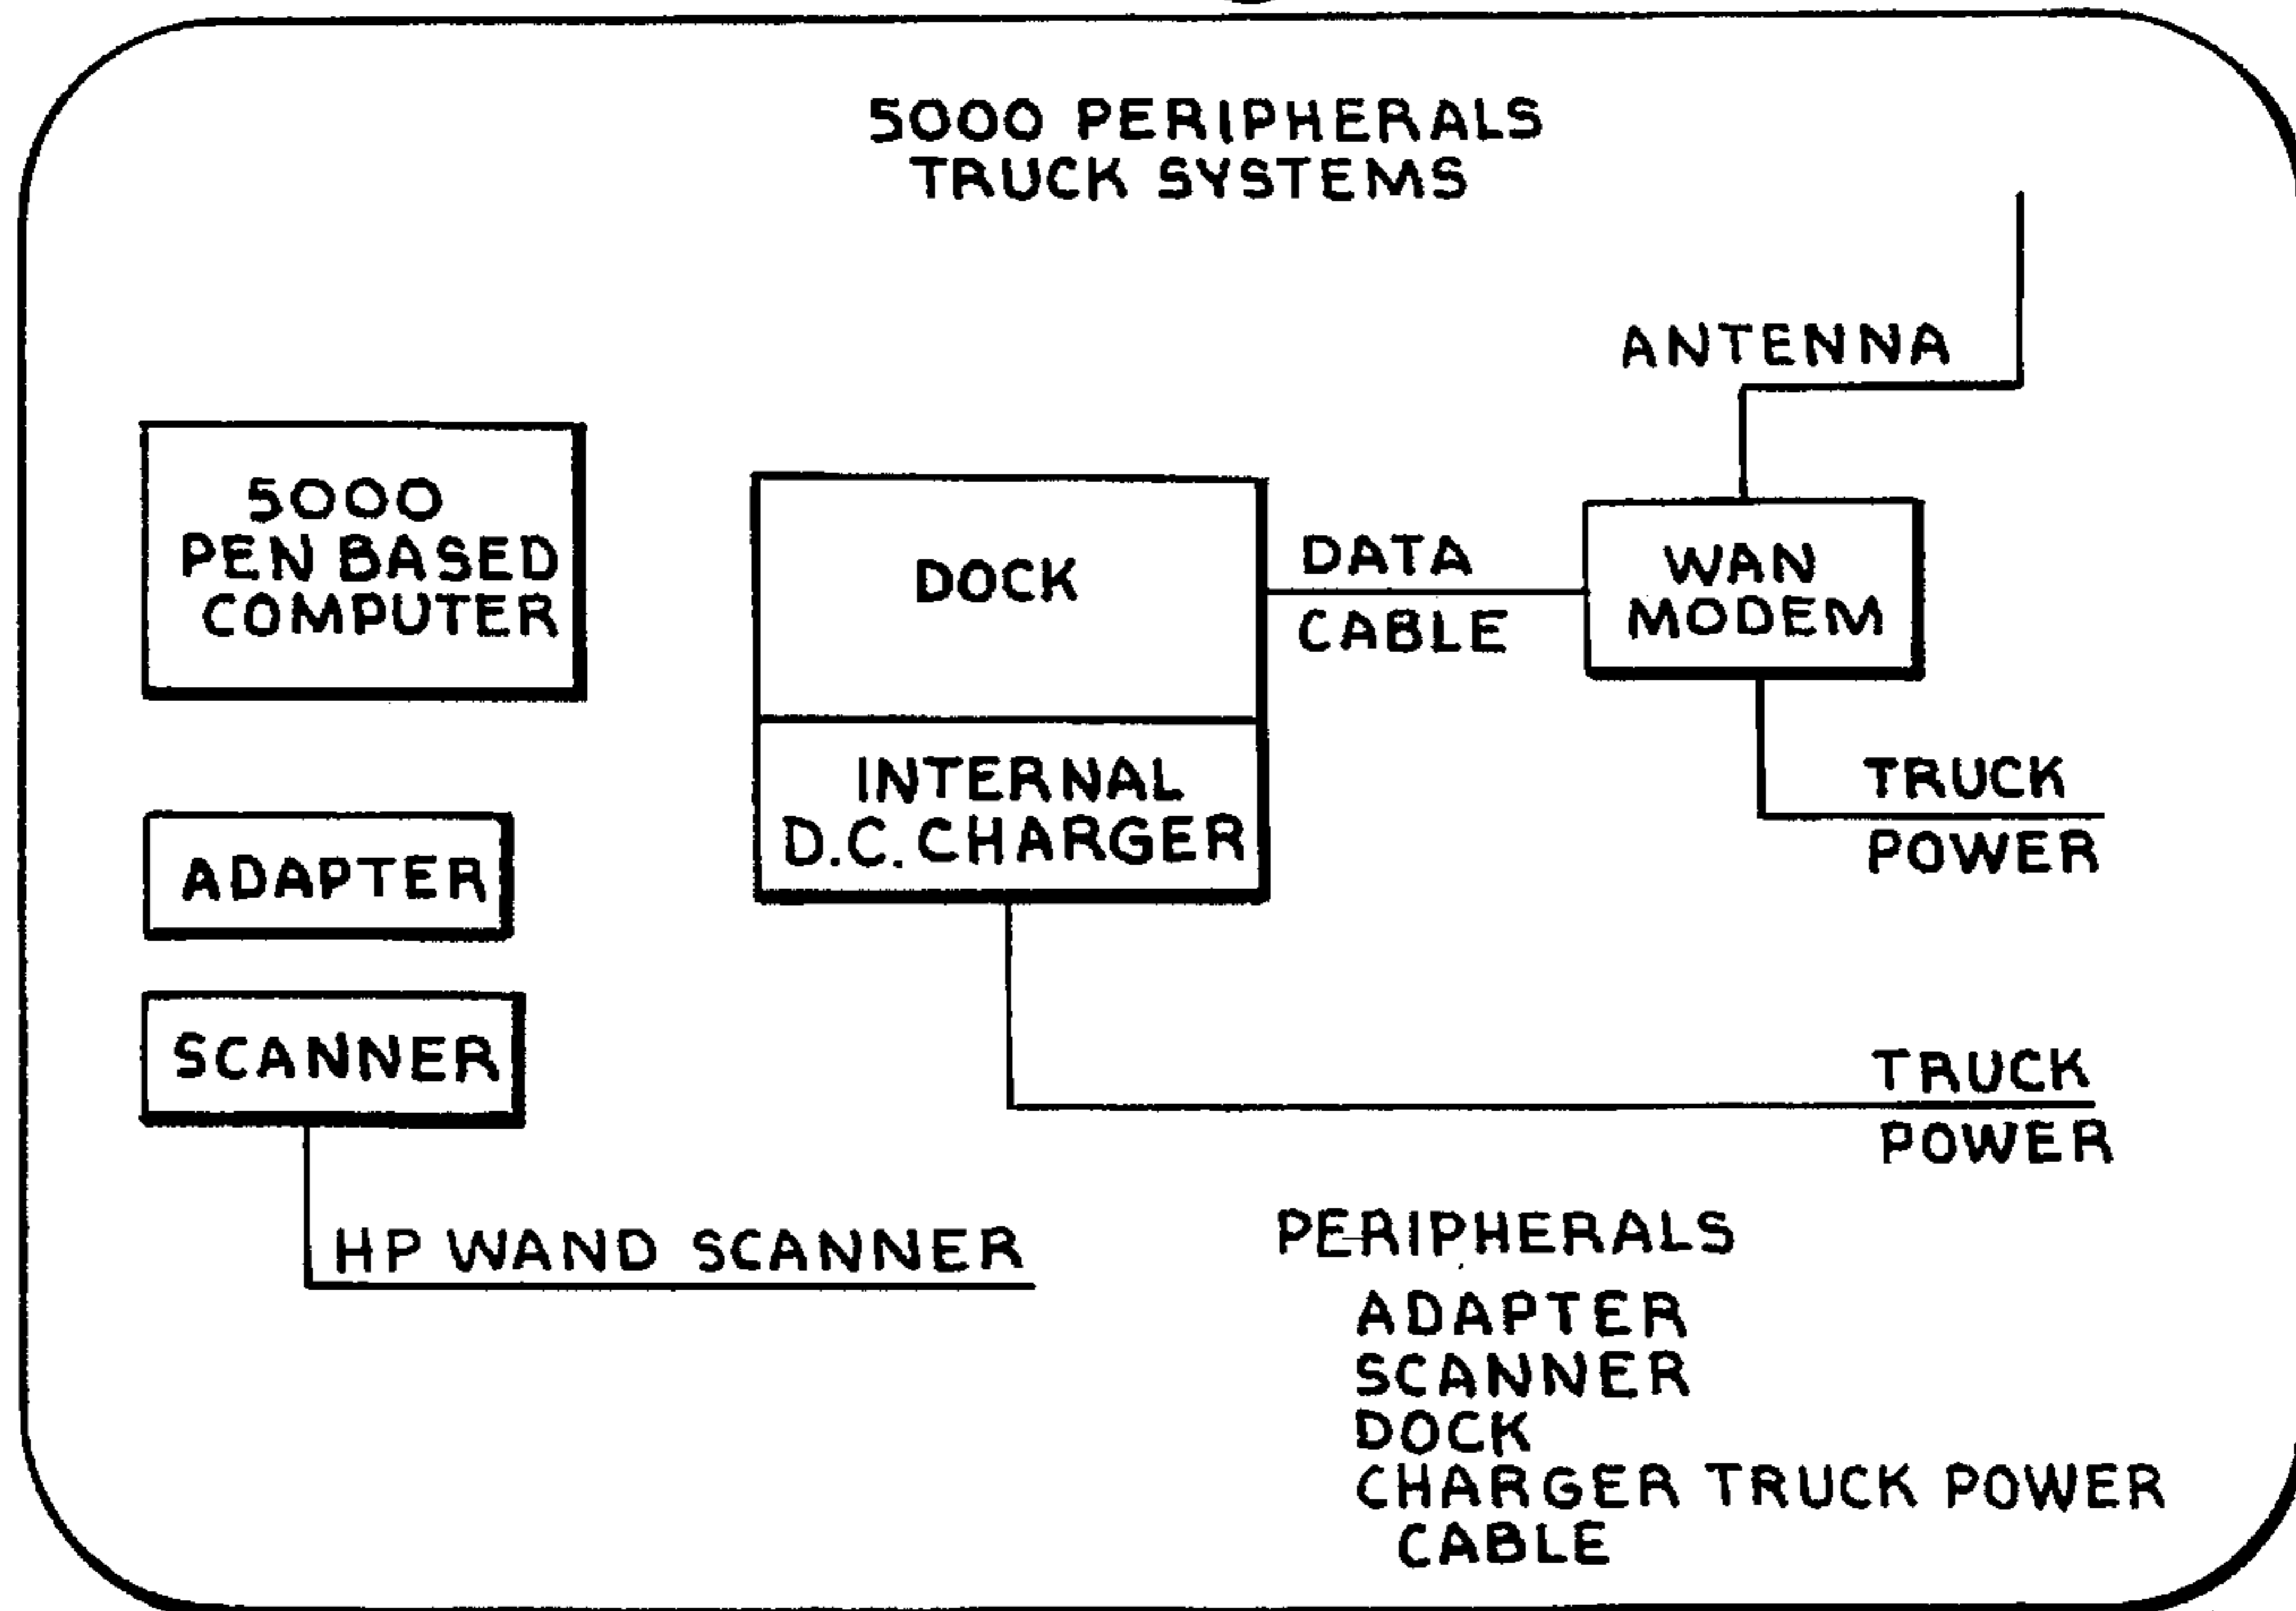 5000 PERIPHERALS
TRUCK SYSTEMS
ANTENNA
5000
PEN BASED
COMPUTER
DOCK
DATA
CABLE
WAN
MODEM
INTERNAL
D.C. CHARGER
TRUCK
POWER
ADAPTER
SCANNER
TRUCK
POWER
HP WAND SCANNER
PERIPHERALS
ADAPTER
SCANNER
DOCK
CHARGER TRUCK POWER
CABLE